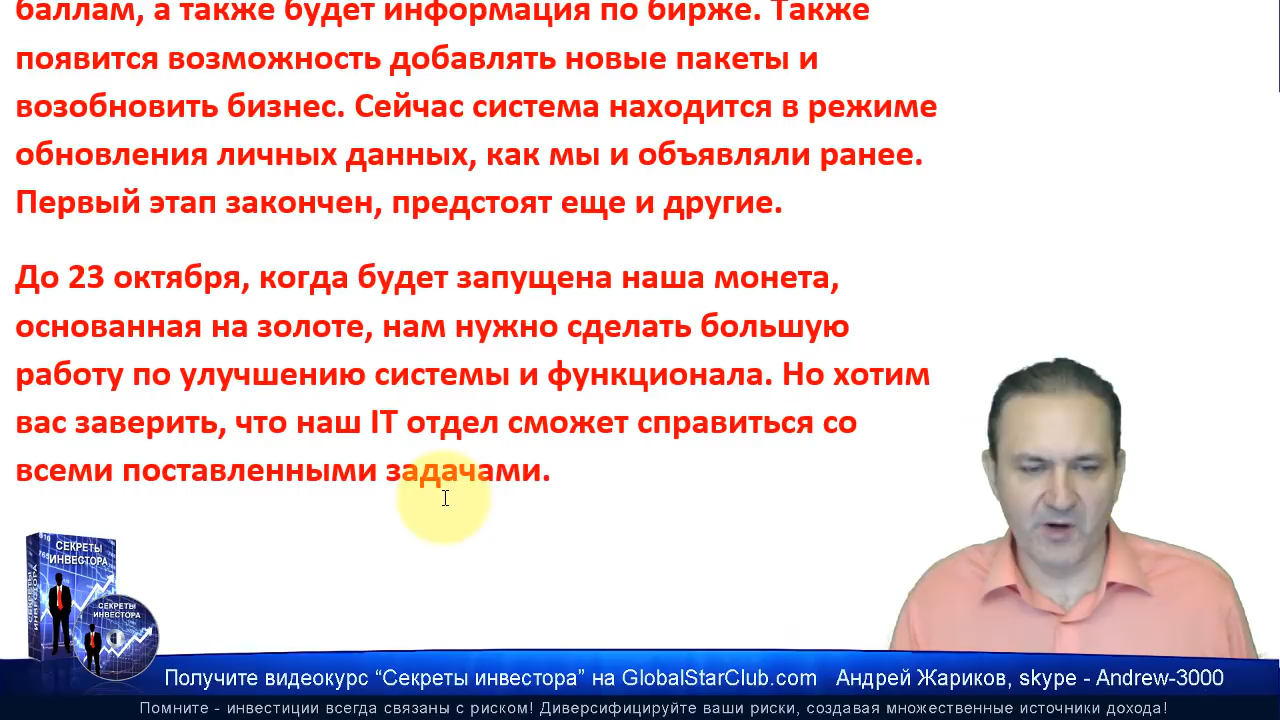 баллам, а также будет информация по бирже. Также
появится возможность добавлять новые пакеты и
возобновить бизнес. Сейчас система находится в режиме
обновления личных данных, как мы и объявляли ранее.
Первый этап закончен, предстоят еще и другие.
До 23 октября, когда будет запущена наша монета,
основанная на золоте, нам нужно сделать большую
работу по улучшению системы и функционала. Но хотим
вас заверить, что наш IT отдел сможет справиться со
всеми поставленными задачами.
СЕКРЕТЫ
ИНВЕСТОРА
СЕКРЕТЫ
ИНВЕСТОРА
Получите видеокурс “Секреты инвестора” на GlobalStarClub.com Андрей Жариков, skype - Andrew-3000
Помните - инвестиции всегда связаны с риском! Диверсифицируйте ваши риски, создавая множественные источники дохода!